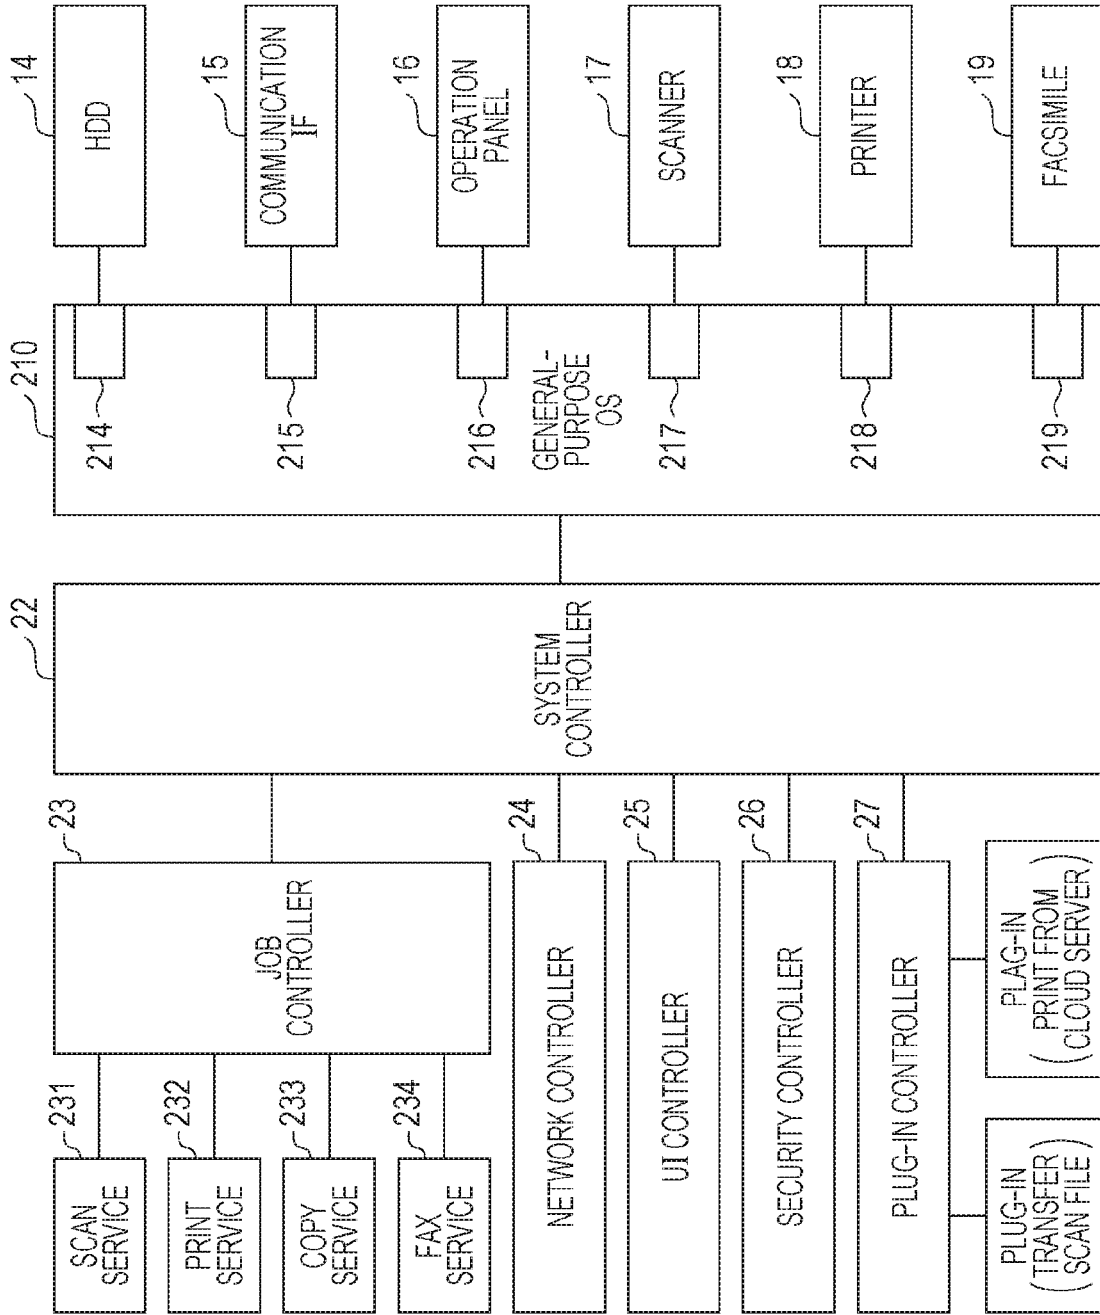 SCAN
SERVICE
231
PRINT
SERVICE
232
COPY
SERVICE
233
FAX
SERVICE
234
JOB
CONTROLLER
23
NETWORK CONTROLLER
24
UI CONTROLLER
25
SECURITY CONTROLLER
26
PLUG-IN CONTROLLER
27
PLUG-IN
(TRANSFER
SCAN FILE)
PLAG-IN
(PRINT FROM
CLOUD SERVER)
SYSTEM
CONTROLLER
22
GENERAL-
PURPOSE
OS
210
214
215
216
217
218
219
HDD
14
COMMUNICATION
IF
15
OPERATION
PANEL
16
SCANNER
17
PRINTER
18
FACSIMILE
19